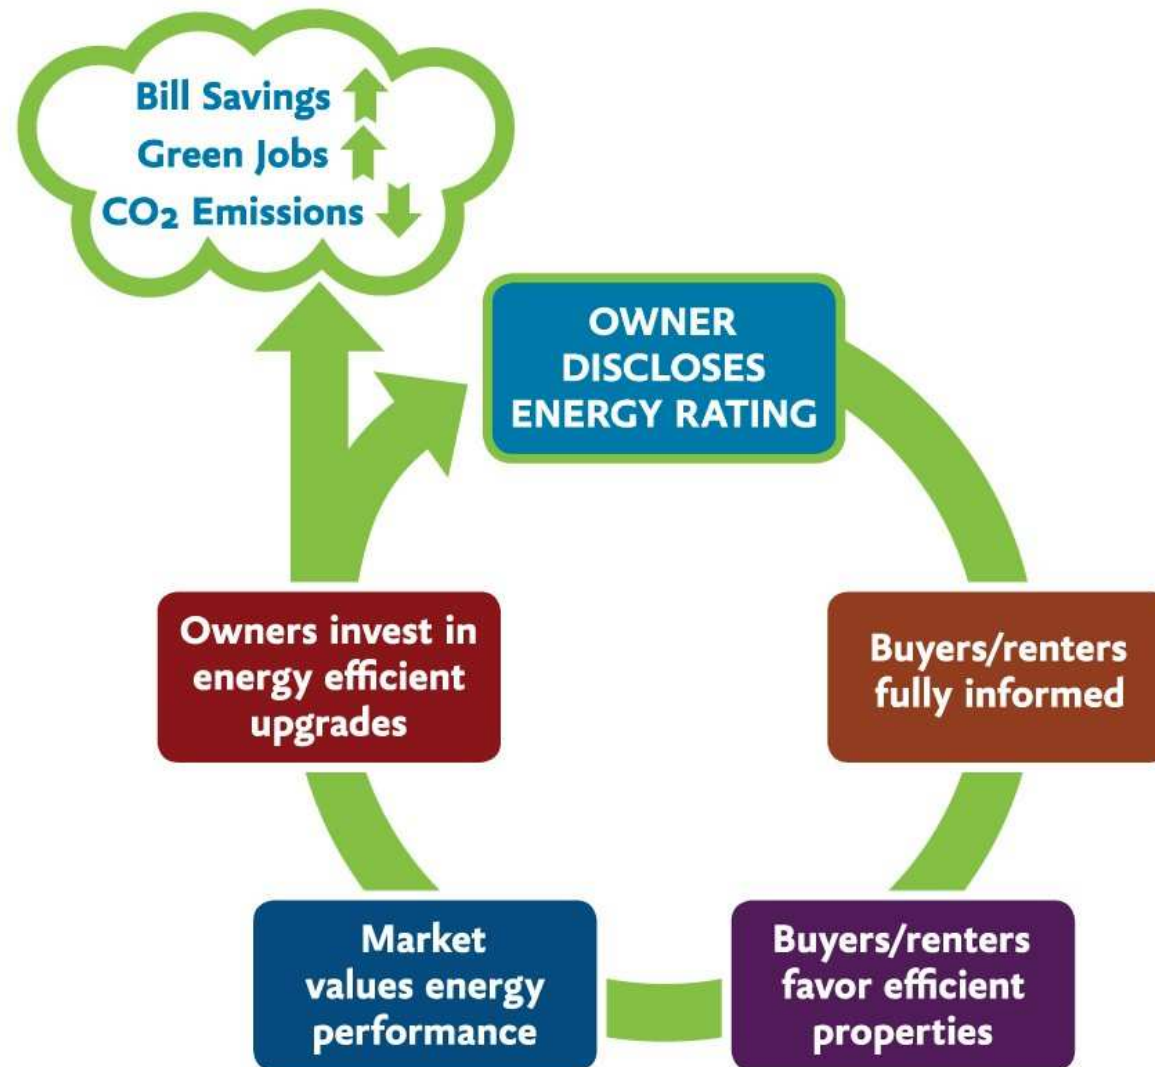 Bill Savings
Green Jobs
CO₂ Emissions
OWNER
DISCLOSES
ENERGY RATING
Buyers/renters
fully informed
Buyers/renters
favor efficient
properties
Market
values energy
performance
Owners invest in
energy efficient
upgrades